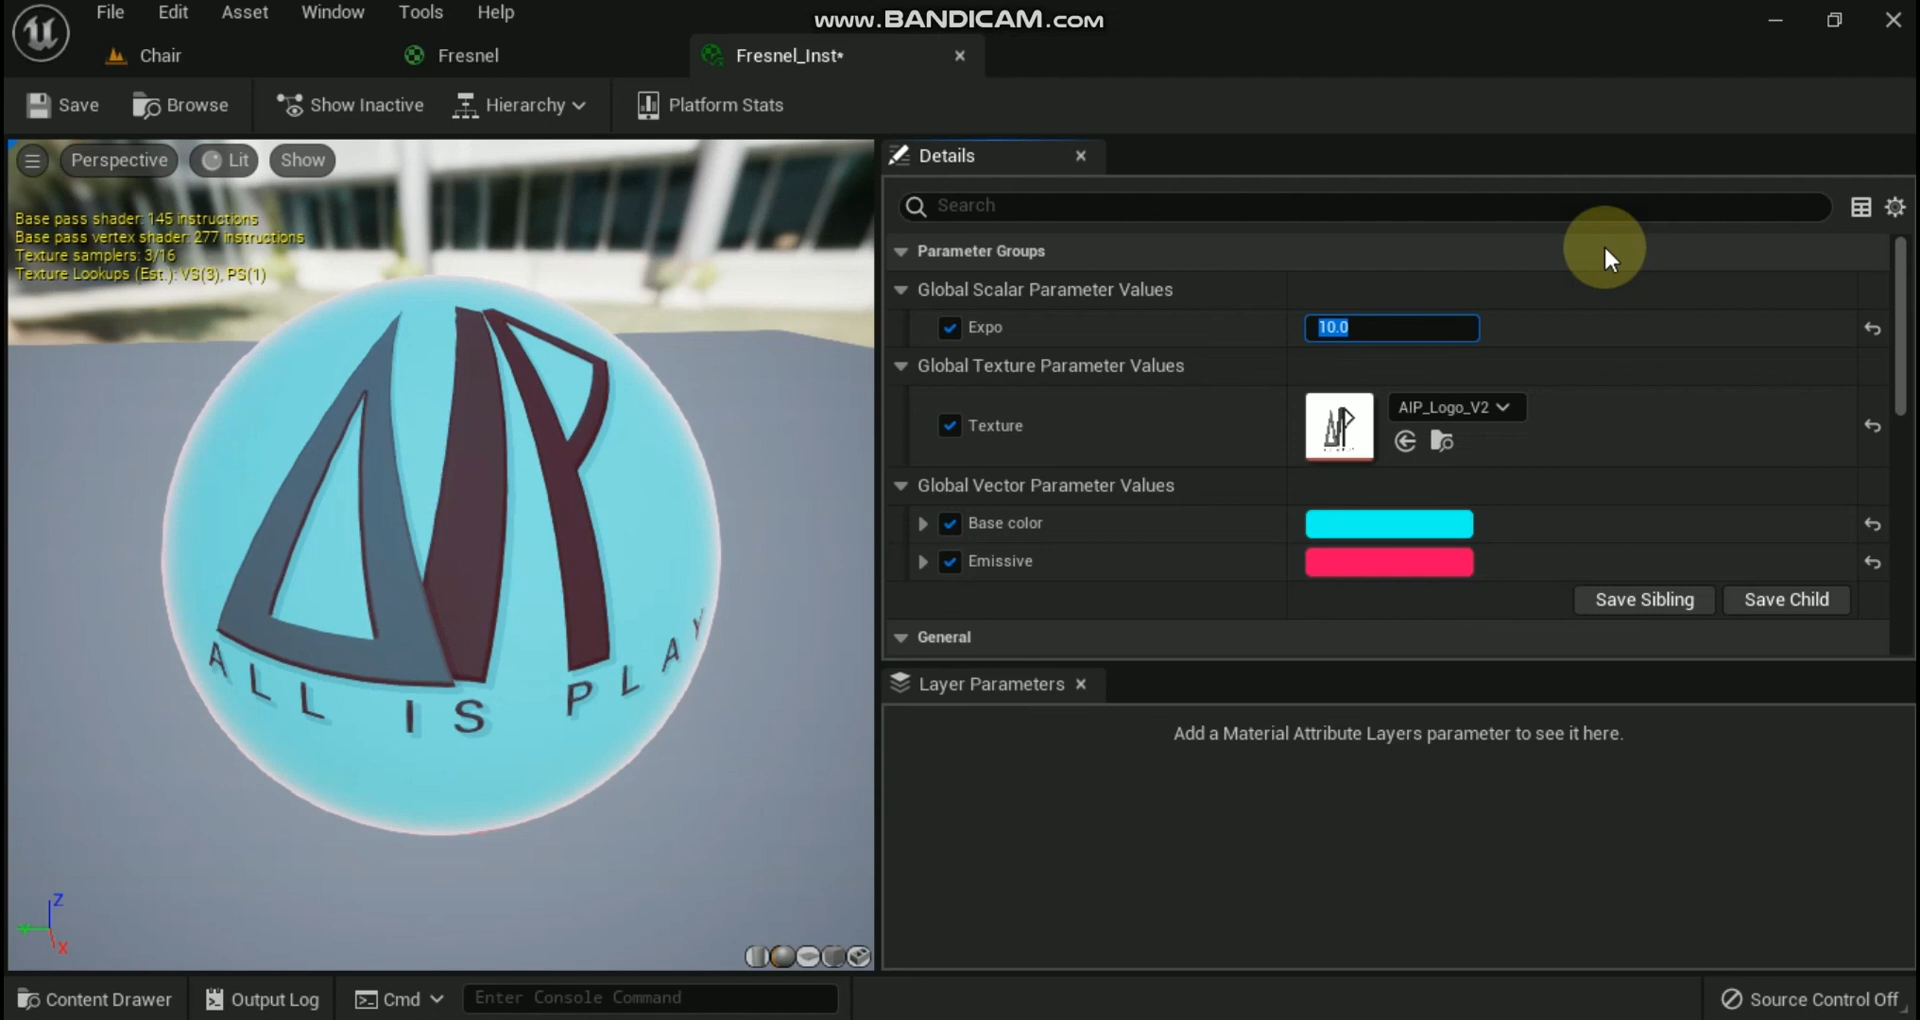 File Edit Asset Window Tools Help
www.BANDICAM.com
Chair
Fresnel
Fresnel_Inst*
Save Browse Show Inactive Hierarchy Platform Stats
Perspective Lit Show
Base pass shader: 145 instructions
Base pass vertex shader: 277 instructions
Texture samplers: 3/16
Texture Lookups (Est.): VS(3), PS(1)
AIP
ALL IS PLAY
Z
X
Details
Search
Parameter Groups
Global Scalar Parameter Values
Expo 10.0
Global Texture Parameter Values
Texture AIP_Logo_V2
Global Vector Parameter Values
Base color
Emissive
Save Sibling Save Child
General
Layer Parameters
Add a Material Attribute Layers parameter to see it here.
Content Drawer Output Log Cmd Enter Console Command Source Control Off